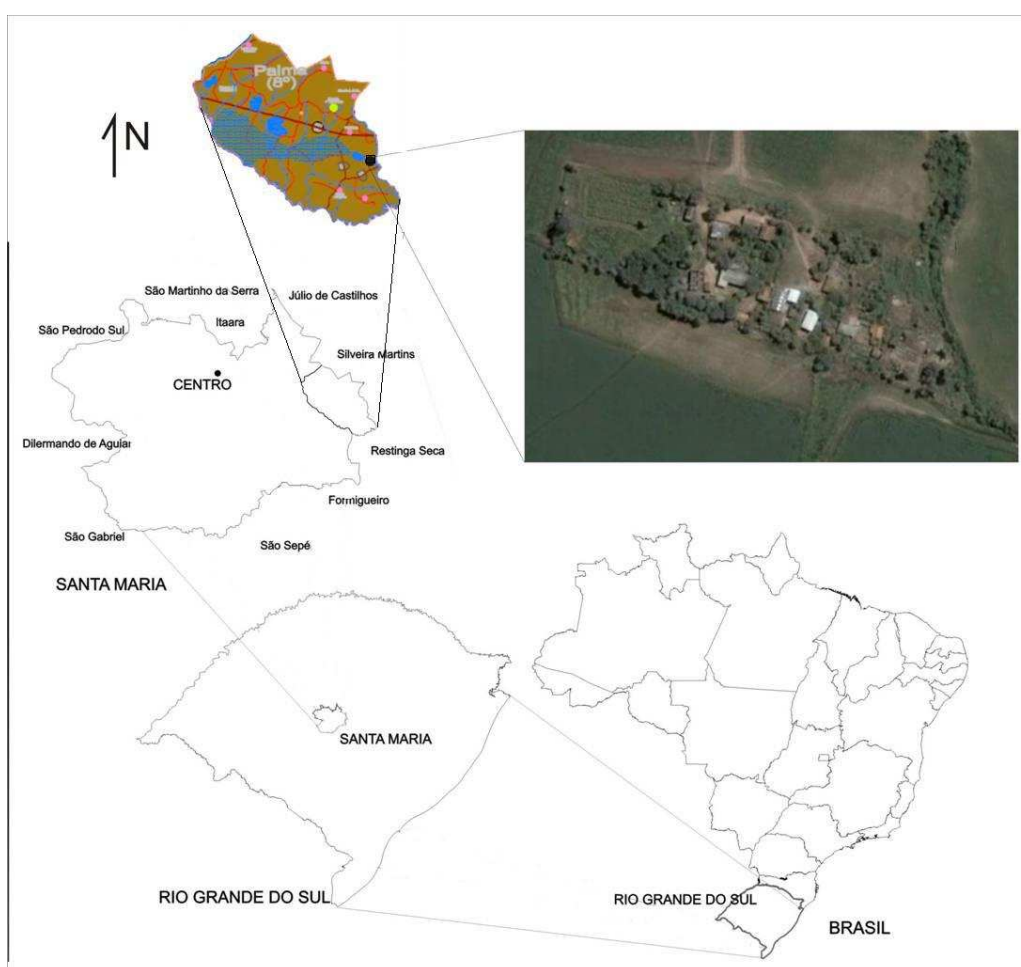 Palma
(8º)
N
São Martinho da Serra
Júlio de Castilhos
São Pedrodo Sul
Itaara
Silveira Martins
CENTRO
Dilermando de Aguiar
Restinga Seca
Formigueiro
São Gabriel
São Sepé
SANTA MARIA
SANTA MARIA
RIO GRANDE DO SUL
RIO GRANDE DO SUL
BRASIL